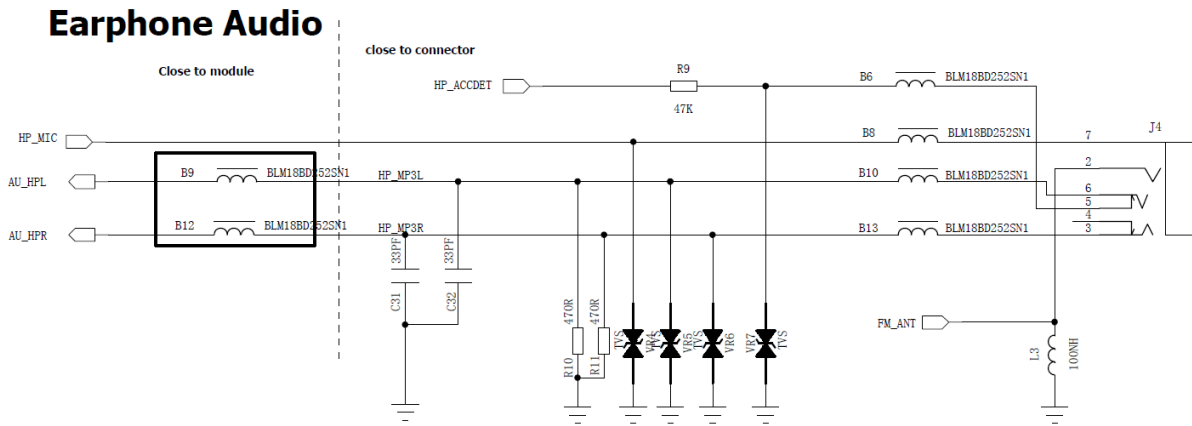 Earphone Audio
close to connector
Close to module
HP_ACCDET
R9
47K
B6
BLM18BD252SN1
HP_MIC
B8
BLM18BD252SN1
7
J4
AU_HPL
B9
BLM18BD252SN1
HP_MP3L
B10
BLM18BD252SN1
2
6
5
AU_HPR
B12
BLM18BD252SN1
HP_MP3R
B13
BLM18BD252SN1
4
3
33PF
C31
33PF
C32
470R
R10
470R
R11
TVS
VR4
TVS
VR5
TVS
VR6
VR7
TVS
FM_ANT
L3
100NH